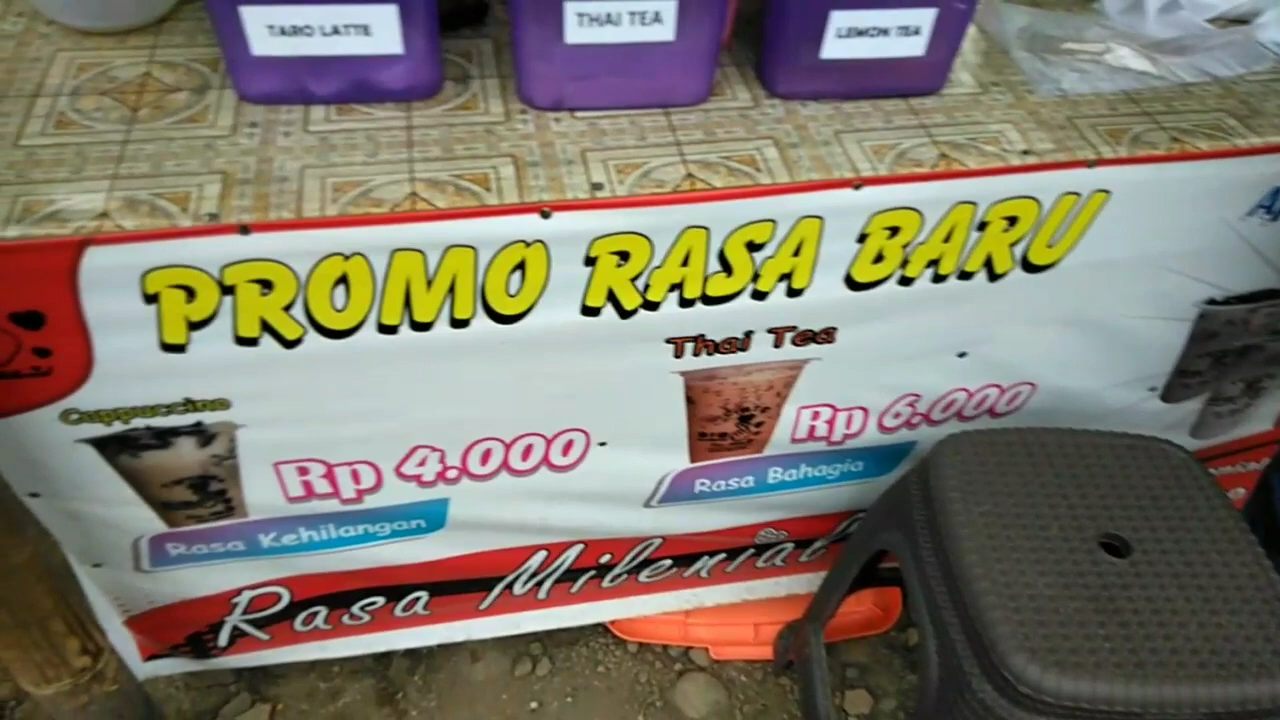 TARO LATTE
THAI TEA
LEMON TEA
PROMO RASA BARU
Thai Tea
Cappuccino
Rp 4.000
Rp 6.000
Rasa Kehilangan
Rasa Bahagia
Rasa Milenial